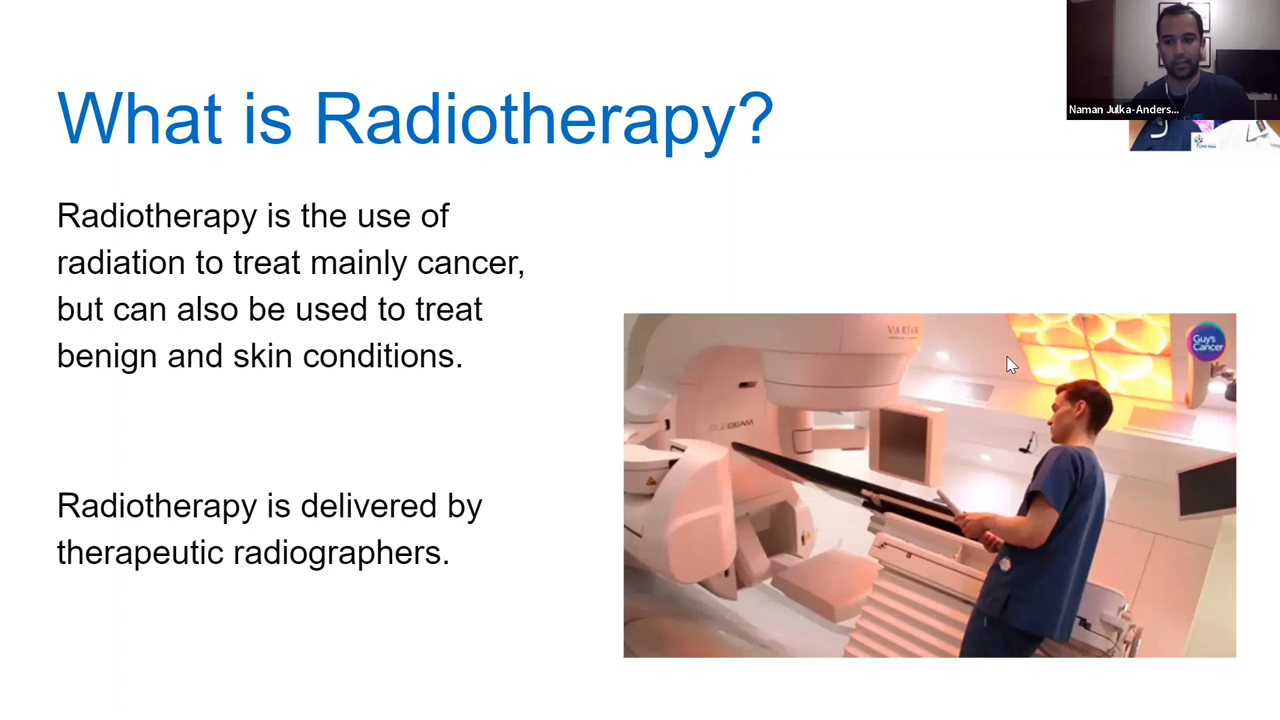 What is Radiotherapy?
Radiotherapy is the use of
radiation to treat mainly cancer,
but can also be used to treat
benign and skin conditions.
Radiotherapy is delivered by
therapeutic radiographers.
Naman Julka-Anders...
VARIAN
Guy's
Cancer